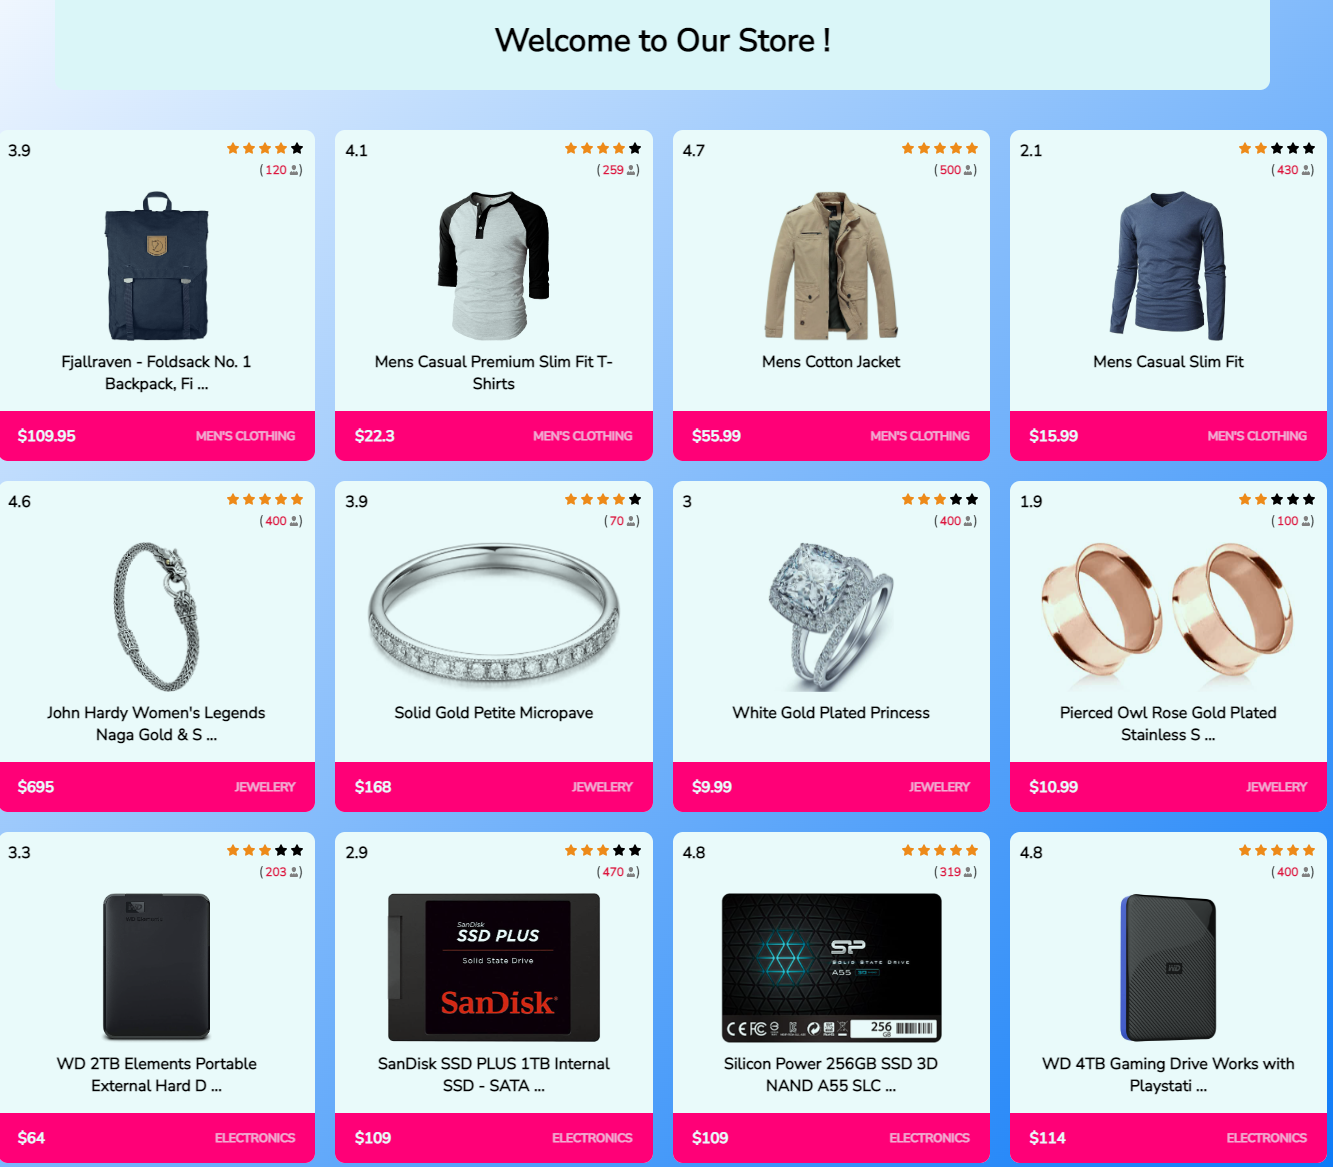 Welcome to Our Store !
3.9
(120)
Fjallraven - Foldsack No. 1
Backpack, Fi ...
$109.95 MEN'S CLOTHING
4.1
(259)
Mens Casual Premium Slim Fit T-
Shirts
$22.3 MEN'S CLOTHING
4.7
(500)
Mens Cotton Jacket
$55.99 MEN'S CLOTHING
2.1
(430)
Mens Casual Slim Fit
$15.99 MEN'S CLOTHING
4.6
(400)
John Hardy Women's Legends
Naga Gold & S ...
$695 JEWELERY
3.9
(70)
Solid Gold Petite Micropave
$168 JEWELERY
3
(400)
White Gold Plated Princess
$9.99 JEWELERY
1.9
(100)
Pierced Owl Rose Gold Plated
Stainless S ...
$10.99 JEWELERY
3.3
(203)
WD Elements
WD 2TB Elements Portable
External Hard D ...
$64 ELECTRONICS
2.9
(470)
SanDisk
SSD PLUS
Solid State Drive
SanDisk
SanDisk SSD PLUS 1TB Internal
SSD - SATA ...
$109 ELECTRONICS
4.8
(319)
SP
SOLID STATE DRIVE
A55
256
GB
Silicon Power 256GB SSD 3D
NAND A55 SLC ...
$109 ELECTRONICS
4.8
(400)
WD
WD 4TB Gaming Drive Works with
Playstati ...
$114 ELECTRONICS